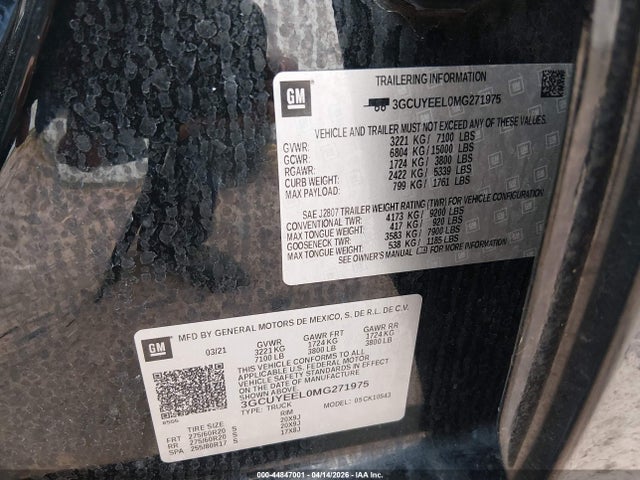 GM
TRAILERING INFORMATION
3GCUYEEL0MG271975
VEHICLE AND TRAILER MUST NOT EXCEED ANY OF THESE VALUES.
GVWR: 3221 KG / 7100 LBS
GCWR: 6804 KG / 15000 LBS
RGAWR: 1724 KG / 3800 LBS
CURB WEIGHT: 2422 KG / 5339 LBS
MAX PAYLOAD: 799 KG / 1761 LBS
SAE J2807 TRAILER WEIGHT RATING (TWR) FOR VEHICLE CONFIGURATION:
CONVENTIONAL TWR: 4173 KG / 9200 LBS
MAX TONGUE WEIGHT: 417 KG / 920 LBS
GOOSENECK TWR: 3583 KG / 7900 LBS
MAX TONGUE WEIGHT: 538 KG / 1185 LBS
SEE OWNER'S MANUAL FOR MORE INFORMATION
GM
MFD BY GENERAL MOTORS DE MEXICO, S. DE R.L. DE C.V.
03/21 GVWR GAWR FRT GAWR RR
3221 KG 1724 KG 1724 KG
7100 LB 3800 LB 3800 LB
THIS VEHICLE CONFORMS TO ALL
APPLICABLE U.S. FEDERAL MOTOR
VEHICLE SAFETY STANDARDS IN
EFFECT ON THE DATE OF MANUFACTURE
SHOWN ABOVE.
3GCUYEEL0MG271975
TYPE: TRUCK 05CK10543
TIRE SIZE RIM
FRT 275/60R20 S 20X9J
RR 275/60R20 S 20X9J
SPA 255/80R17 S 17X8J
000-44847001 04/14/2026 IAA Inc.